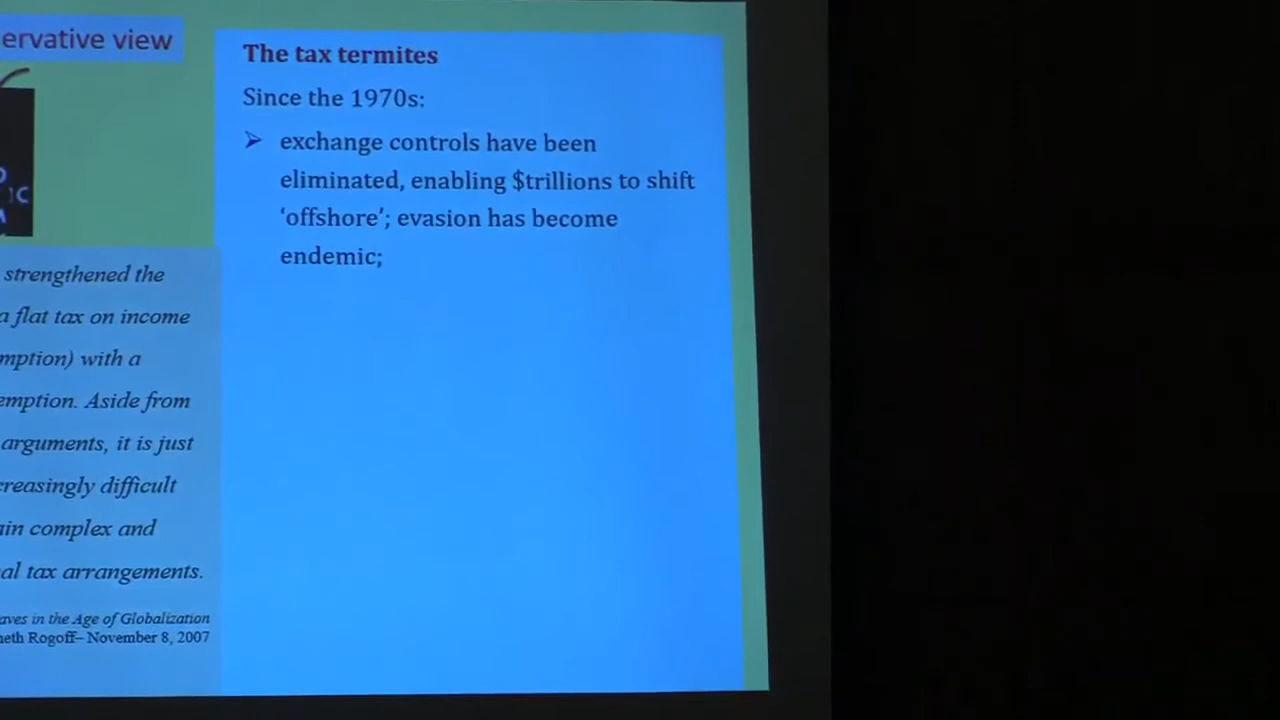 ervative view
strengthened the
a flat tax on income
mption) with a
emption. Aside from
arguments, it is just
creasingly difficult
ain complex and
al tax arrangements.
aves in the Age of Globalization
neth Rogoff– November 8, 2007
The tax termites
Since the 1970s:
➢ exchange controls have been
eliminated, enabling $trillions to shift
‘offshore’; evasion has become
endemic;